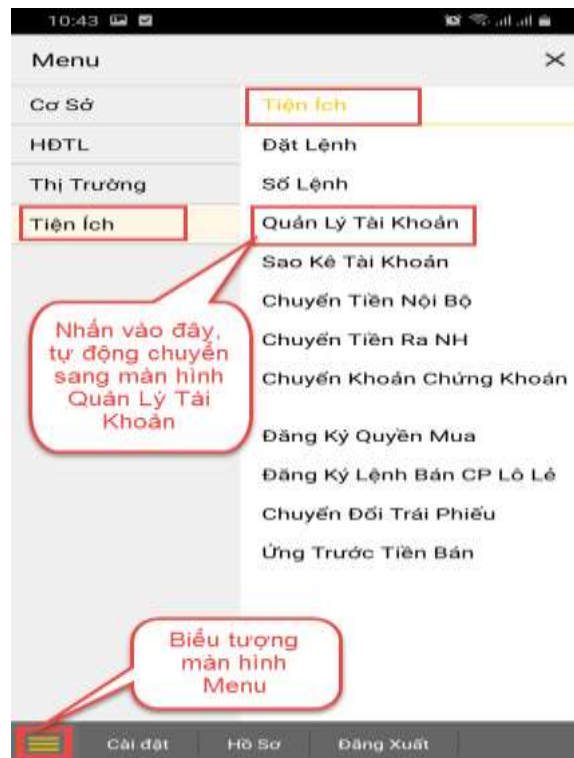 10:43
Menu
Cơ Sở
HĐTL
Thị Trường
Tiện Ích
Tiện Ích
Đặt Lệnh
Số Lệnh
Quản Lý Tài Khoản
Sao Kê Tài Khoản
Chuyển Tiền Nội Bộ
Chuyển Tiền Ra NH
Chuyển Khoản Chứng Khoán
Đăng Ký Quyền Mua
Đăng Ký Lệnh Bán CP Lô Lẻ
Chuyển Đổi Trái Phiếu
Ứng Trước Tiền Bán
Nhấn vào đây,
tự động chuyển
sang màn hình
Quản Lý Tài
Khoản
Biểu tượng
màn hình
Menu
Cài đặt
Hồ Sơ
Đăng Xuất